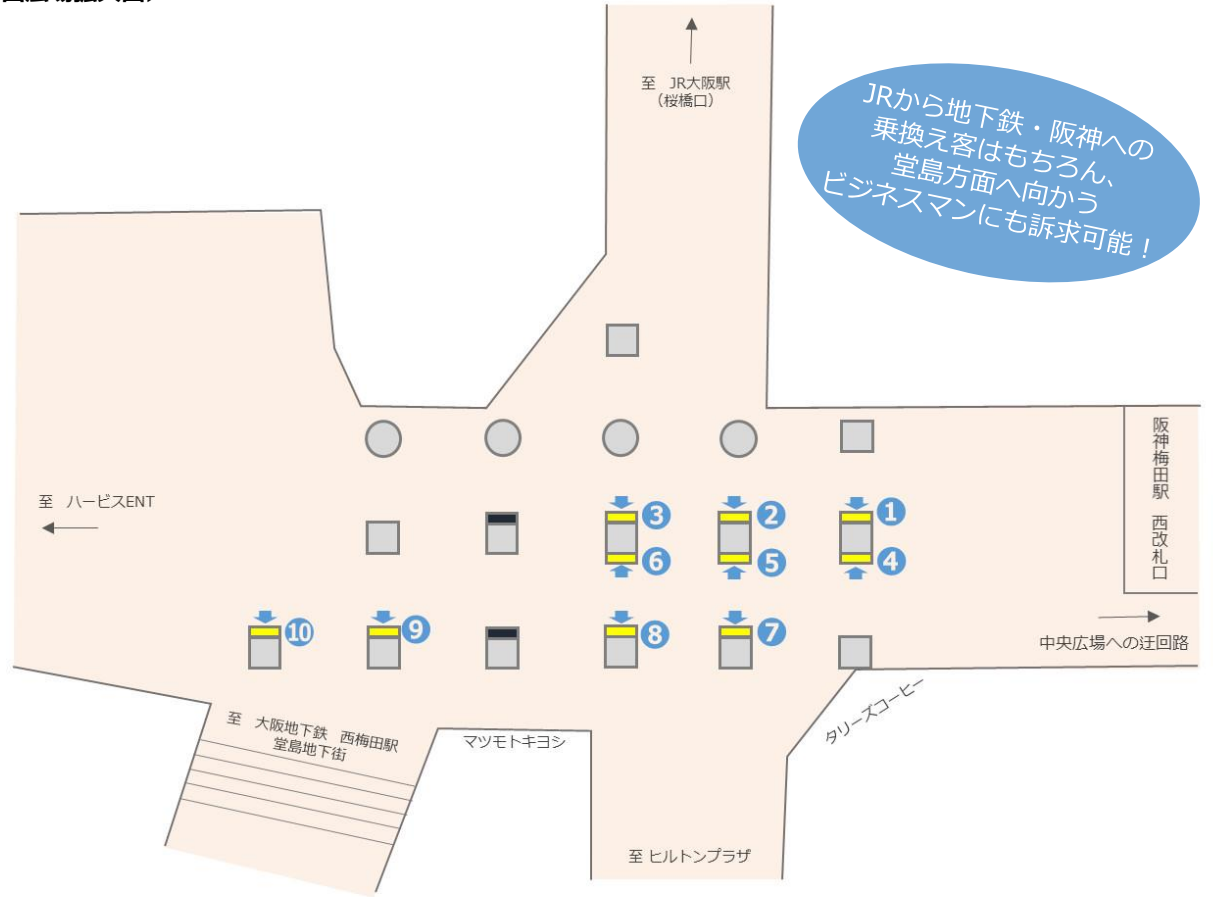 至　JR大阪駅
（桜橋口）
JRから地下鉄・阪神への
乗換え客はもちろん、
堂島方面へ向かう
ビジネスマンにも訴求可能！
阪神梅田駅　西改札口
至　ハービスENT
3
2
1
6
5
4
10
9
8
7
中央広場への迂回路
タリーズコーヒー
至　大阪地下鉄　西梅田駅
堂島地下街
マツモトキヨシ
至 ヒルトンプラザ